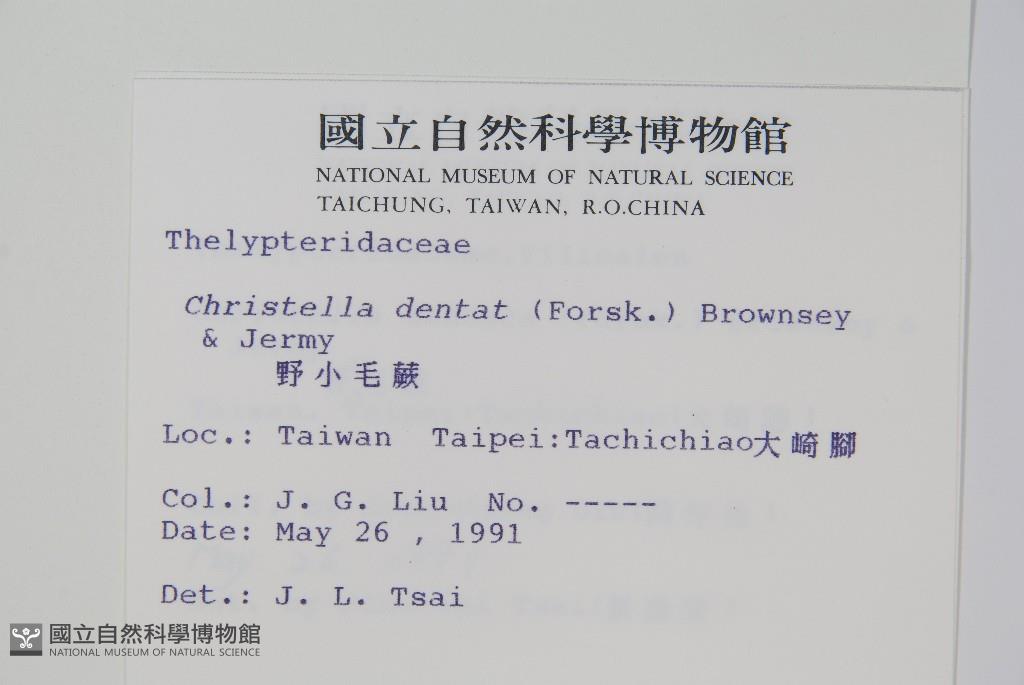 國立自然科學博物館
NATIONAL MUSEUM OF NATURAL SCIENCE
TAICHUNG, TAIWAN, R.O.CHINA
Thelypteridaceae
Christella dentat (Forsk.) Brownsey
& Jermy
野小毛蕨
Loc.: Taiwan Taipei:Tachichiao大崎腳
Col.: J. G. Liu No. -----
Date: May 26 , 1991
Det.: J. L. Tsai
國立自然科學博物館
NATIONAL MUSEUM OF NATURAL SCIENCE